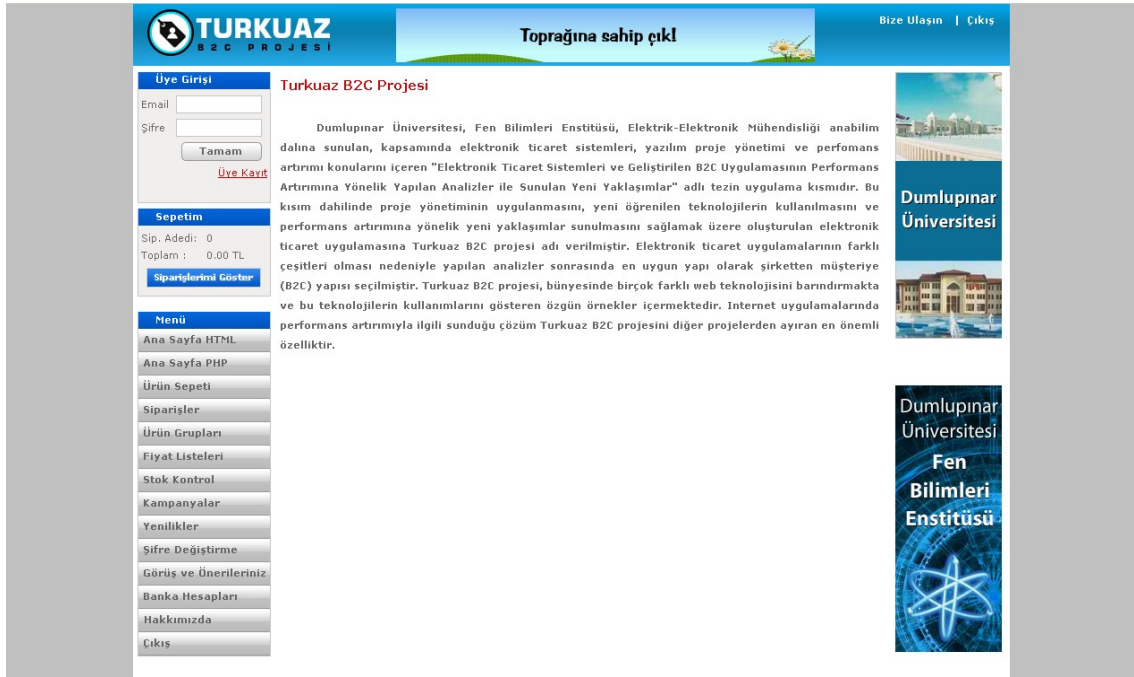 TURKUAZ
B2C PROJESİ
Toprağına sahip çık!
Bize Ulaşın | Çıkış
Üye Girişi
Email
Şifre
Tamam
Üye Kayıt
Sepetim
Sip. Adedi: 0
Toplam : 0.00 TL
Siparişlerimi Göster
Menü
Ana Sayfa HTML
Ana Sayfa PHP
Ürün Sepeti
Siparişler
Ürün Grupları
Fiyat Listeleri
Stok Kontrol
Kampanyalar
Yenilikler
Şifre Değiştirme
Görüş ve Önerileriniz
Banka Hesapları
Hakkımızda
Çıkış
Turkuaz B2C Projesi
Dumlupınar Üniversitesi, Fen Bilimleri Enstitüsü, Elektrik-Elektronik Mühendisliği anabilim
dalına sunulan, kapsamında elektronik ticaret sistemleri, yazılım proje yönetimi ve perfomans
artırımı konularını içeren "Elektronik Ticaret Sistemleri ve Geliştirilen B2C Uygulamasının Performans
Artırımına Yönelik Yapılan Analizler ile Sunulan Yeni Yaklaşımlar" adlı tezin uygulama kısmıdır. Bu
kısım dahilinde proje yönetiminin uygulanmasını, yeni öğrenilen teknolojilerin kullanılmasını ve
performans artırımına yönelik yeni yaklaşımlar sunulmasını sağlamak üzere oluşturulan elektronik
ticaret uygulamasına Turkuaz B2C projesi adı verilmiştir. Elektronik ticaret uygulamalarının farklı
çeşitleri olması nedeniyle yapılan analizler sonrasında en uygun yapı olarak şirketten müşteriye
(B2C) yapısı seçilmiştir. Turkuaz B2C projesi, bünyesinde birçok farklı web teknolojisini barındırmakta
ve bu teknolojilerin kullanımlarını gösteren özgün örnekler içermektedir. Internet uygulamalarında
performans artırımıyla ilgili sunduğu çözüm Turkuaz B2C projesini diğer projelerden ayıran en önemli
özelliktir.
Dumlupınar
Üniversitesi
Dumlupınar
Üniversitesi
Fen
Bilimleri
Enstitüsü